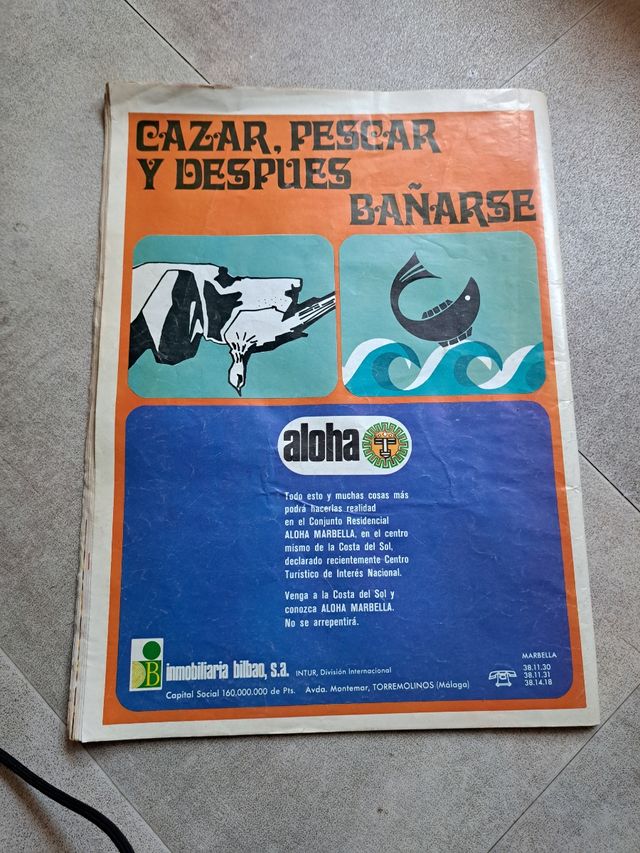 CAZAR, PESCAR
Y DESPUES
BAÑARSE
aloha
Todo esto y muchas cosas más
podrá hacerlas realidad
en el Conjunto Residencial
ALOHA MARBELLA, en el centro
mismo de la Costa del Sol,
declarado recientemente Centro
Turístico de Interés Nacional.
Venga a la Costa del Sol y
conozca ALOHA MARBELLA.
No se arrepentirá.
inmobiliaria bilbao, s.a. INTUR, División Internacional
Capital Social 160.000.000 de Pts. Avda. Montemar, TORREMOLINOS (Málaga)
MARBELLA
38.11.30
38.11.31
38.14.18